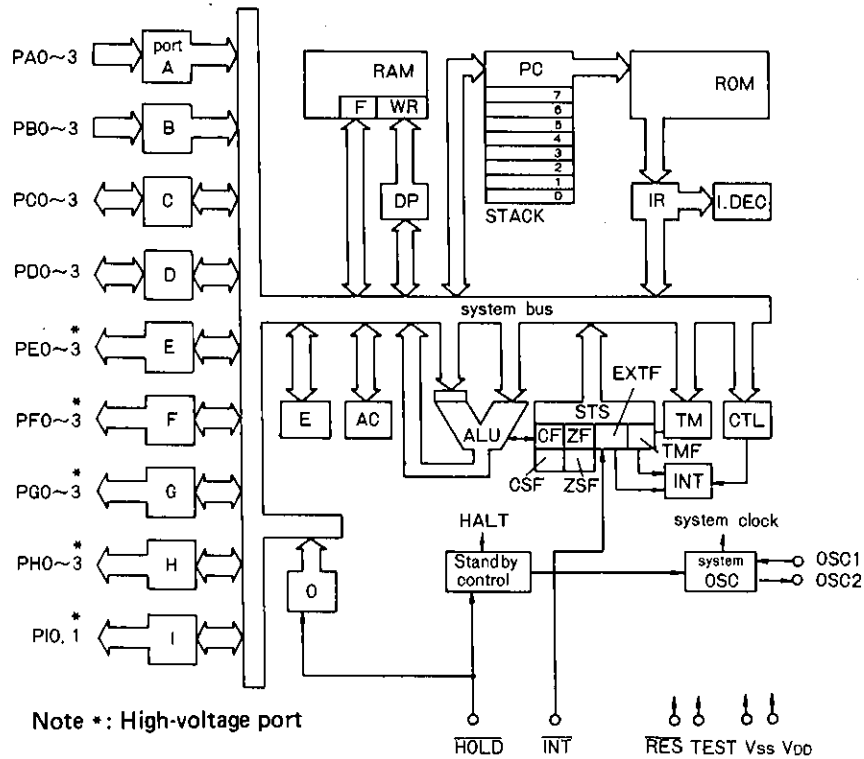 PA0~3
port
A
PB0~3
B
PC0~3
C
PD0~3
D
PE0~3*
E
PF0~3*
F
PG0~3*
G
PH0~3*
H
PI0, 1*
I
RAM
F WR
DP
PC
7
6
5
4
3
2
1
0
STACK
ROM
IR
I.DEC
system bus
E
AC
ALU
STS
EXTF
CF ZF
CSF
ZSF
TMF
TM
CTL
INT
HALT
Standby
control
system clock
system
OSC
OSC1
OSC2
O
Note *: High-voltage port
HOLD
INT
RES TEST Vss VDD